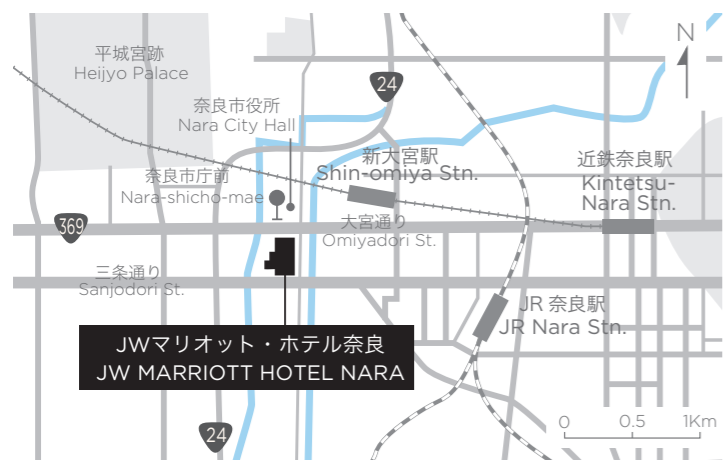 平城宮跡
Heijyo Palace
N
24
奈良市役所
Nara City Hall
新大宮駅
Shin-omiya Stn.
近鉄奈良駅
Kintetsu-
Nara Stn.
奈良市庁前
Nara-shicho-mae
369
大宮通り
Omiyadori St.
三条通り
Sanjodori St.
JR 奈良駅
JR Nara Stn.
JWマリオット・ホテル奈良
JW MARRIOTT HOTEL NARA
24
0 0.5 1Km